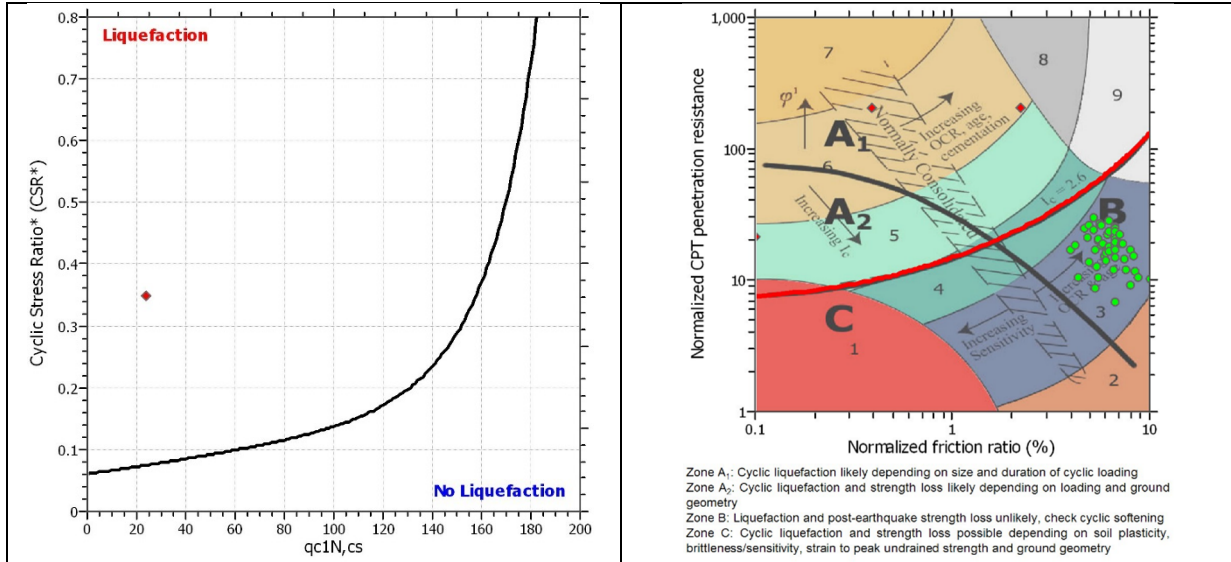 Liquefaction
0.8
0.7
0.6
0.5
0.4
0.3
0.2
0.1
0
Cyclic Stress Ratio* (CSR*)
No Liquefaction
0 20 40 60 80 100 120 140 160 180 200
qc1N,cs
1,000
100
10
1
Normalized CPT penetration resistance
7
8
9
φ'
Increasing
OCR, age,
cementation
Normally Consolidated
A1
6
Ic = 2.6
A2
B
Increasing Ic
5
4
3
C
1
Increasing
Sensitivity
2
0.1 1 10
Normalized friction ratio (%)
Zone A1: Cyclic liquefaction likely depending on size and duration of cyclic loading
Zone A2: Cyclic liquefaction and strength loss likely depending on loading and ground
geometry
Zone B: Liquefaction and post-earthquake strength loss unlikely, check cyclic softening
Zone C: Cyclic liquefaction and strength loss possible depending on soil plasticity,
brittleness/sensitivity, strain to peak undrained strength and ground geometry